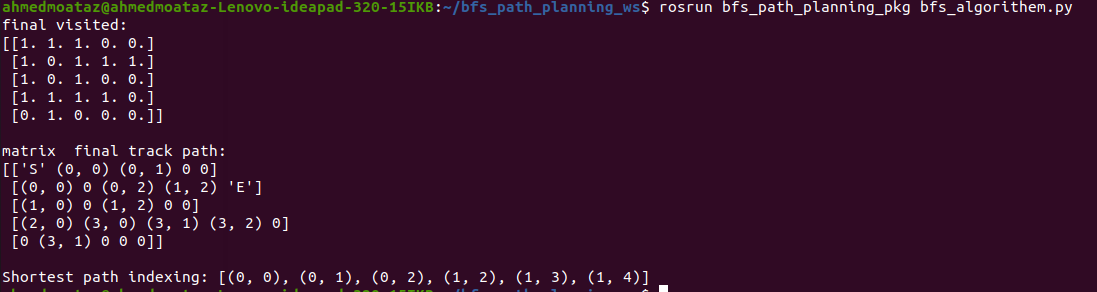 ahmedmoataz@ahmedmoataz-Lenovo-ideapad-320-15IKB:~/bfs_path_planning_ws$ rosrun bfs_path_planning_pkg bfs_algorithem.py
final visited:
[[1. 1. 1. 0. 0.]
 [1. 0. 1. 1. 1.]
 [1. 0. 1. 0. 0.]
 [1. 1. 1. 1. 0.]
 [0. 1. 0. 0. 0.]]

matrix  final track path:
[['S' (0, 0) (0, 1) 0 0]
 [(0, 0) 0 (0, 2) (1, 2) 'E']
 [(1, 0) 0 (1, 2) 0 0]
 [(2, 0) (3, 0) (3, 1) (3, 2) 0]
 [0 (3, 1) 0 0 0]]

Shortest path indexing: [(0, 0), (0, 1), (0, 2), (1, 2), (1, 3), (1, 4)]